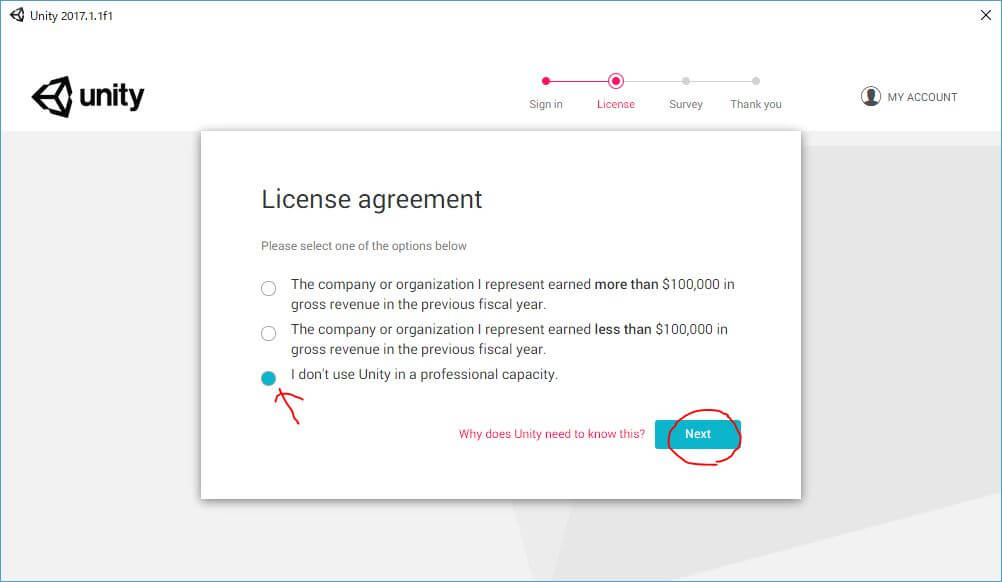 Unity 2017.1.1f1
unity
Sign in License Survey Thank you
MY ACCOUNT
License agreement
Please select one of the options below
The company or organization I represent earned more than $100,000 in
gross revenue in the previous fiscal year.
The company or organization I represent earned less than $100,000 in
gross revenue in the previous fiscal year.
I don't use Unity in a professional capacity.
Why does Unity need to know this? Next